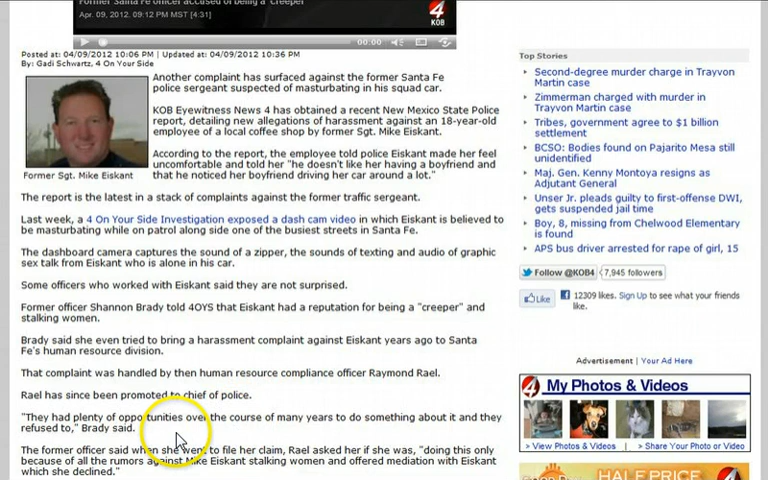 Former Santa Fe officer accused of being a "creeper"
Apr. 09, 2012, 09:12 PM MST [4:31]
4
KOB
00:00
Posted at: 04/09/2012 10:06 PM | Updated at: 04/09/2012 10:36 PM
By: Gadi Schwartz, 4 On Your Side
Another complaint has surfaced against the former Santa Fe
police sergeant suspected of masturbating in his squad car.
KOB Eyewitness News 4 has obtained a recent New Mexico State Police
report, detailing new allegations of harassment against an 18-year-old
employee of a local coffee shop by former Sgt. Mike Eiskant.
According to the report, the employee told police Eiskant made her feel
uncomfortable and told her "he doesn't like her having a boyfriend and
that he noticed her boyfriend driving her car around a lot."
Former Sgt. Mike Eiskant
The report is the latest in a stack of complaints against the former traffic sergeant.
Last week, a 4 On Your Side Investigation exposed a dash cam video in which Eiskant is believed to
be masturbating while on patrol along side one of the busiest streets in Santa Fe.
The dashboard camera captures the sound of a zipper, the sounds of texting and audio of graphic
sex talk from Eiskant who is alone in his car.
Some officers who worked with Eiskant said they are not surprised.
Former officer Shannon Brady told 4OYS that Eiskant had a reputation for being a "creeper" and
stalking women.
Brady said she even tried to bring a harassment complaint against Eiskant years ago to Santa
Fe's human resource division.
That complaint was handled by then human resource compliance officer Raymond Rael.
Rael has since been promoted to chief of police.
"They had plenty of opportunities over the course of many years to do something about it and they
refused to," Brady said.
The former officer said when she went to file her claim, Rael asked her if she was, "doing this only
because of all the rumors against Mike Eiskant stalking women and offered mediation with Eiskant
which she declined."
Top Stories
Second-degree murder charge in Trayvon
Martin case
Zimmerman charged with murder in
Trayvon Martin case
Tribes, government agree to $1 billion
settlement
BCSO: Bodies found on Pajarito Mesa still
unidentified
Maj. Gen. Kenny Montoya resigns as
Adjutant General
Unser Jr. pleads guilty to first-offense DWI,
gets suspended jail time
Boy, 8, missing from Chelwood Elementary
is found
APS bus driver arrested for rape of girl, 15
Follow @KOB4
7,945 followers
Like
12309 likes. Sign Up to see what your friends
like.
Advertisement | Your Ad Here
4 My Photos & Videos
> View Photos & Videos
> Share Your Photo or Video
HALF PRICE